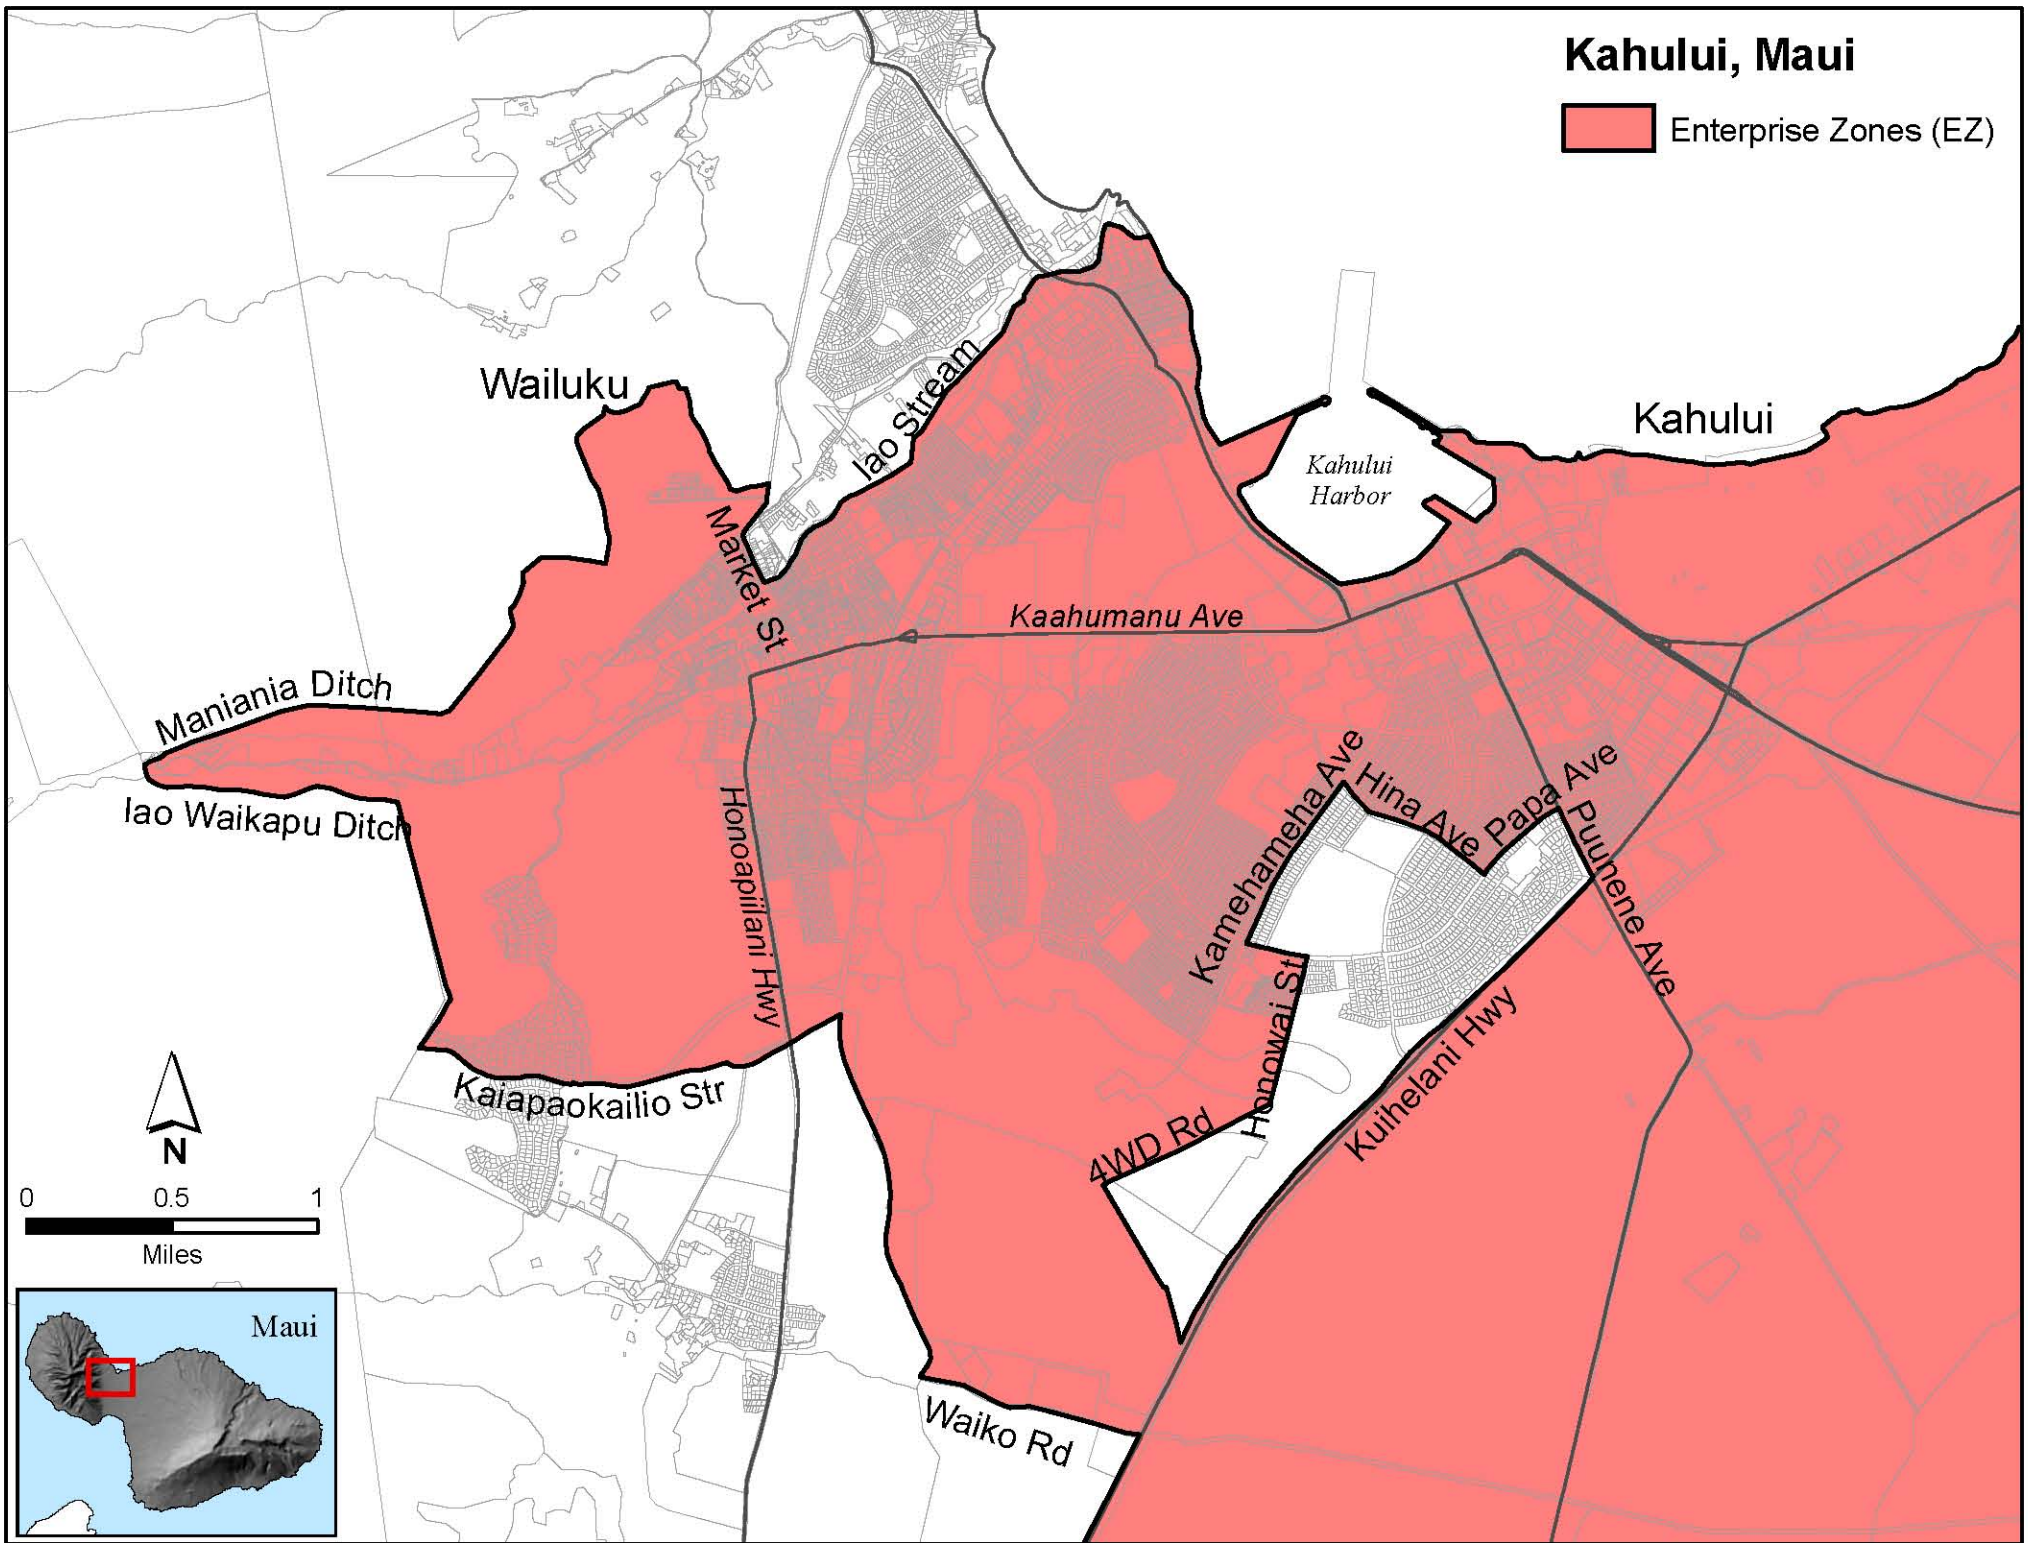 Kahului, Maui
Enterprise Zones (EZ)
Wailuku
Iao Stream
Kahului
Kahului
Harbor
Market St
Kaahumanu Ave
Maniania Ditch
Iao Waikapu Ditch
Honoapiilani Hwy
Kamehameha Ave
Hina Ave
Papa Ave
Puunene Ave
Honowai St
Kuihelani Hwy
Kaiapaokailio Str
4WD Rd
Waiko Rd
N
0 0.5 1
Miles
Maui